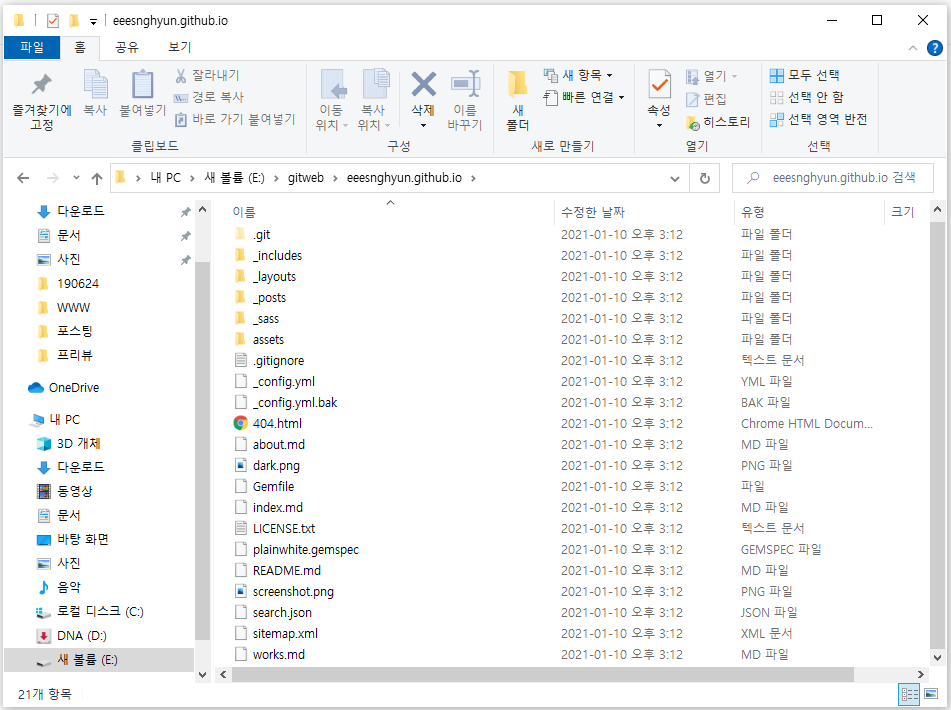 eeesnghyun.github.io
파일 홈 공유 보기
즐겨찾기에 고정
복사
붙여넣기
잘라내기
경로 복사
바로 가기 붙여넣기
클립보드
이동 위치
복사 위치
삭제
이름 바꾸기
구성
새 폴더
새 항목
빠른 연결
새로 만들기
속성
열기
편집
히스토리
열기
모두 선택
선택 안 함
선택 영역 반전
선택
내 PC > 새 볼륨 (E:) > gitweb > eeesnghyun.github.io >
eeesnghyun.github.io 검색
다운로드
문서
사진
190624
WWW
포스팅
프리뷰
OneDrive
내 PC
3D 개체
다운로드
동영상
문서
바탕 화면
사진
음악
로컬 디스크 (C:)
DNA (D:)
새 볼륨 (E:)
이름 수정한 날짜 유형 크기
.git 2021-01-10 오후 3:12 파일 폴더
_includes 2021-01-10 오후 3:12 파일 폴더
_layouts 2021-01-10 오후 3:12 파일 폴더
_posts 2021-01-10 오후 3:12 파일 폴더
_sass 2021-01-10 오후 3:12 파일 폴더
assets 2021-01-10 오후 3:12 파일 폴더
.gitignore 2021-01-10 오후 3:12 텍스트 문서
_config.yml 2021-01-10 오후 3:12 YML 파일
_config.yml.bak 2021-01-10 오후 3:12 BAK 파일
404.html 2021-01-10 오후 3:12 Chrome HTML Docum...
about.md 2021-01-10 오후 3:12 MD 파일
dark.png 2021-01-10 오후 3:12 PNG 파일
Gemfile 2021-01-10 오후 3:12 파일
index.md 2021-01-10 오후 3:12 MD 파일
LICENSE.txt 2021-01-10 오후 3:12 텍스트 문서
plainwhite.gemspec 2021-01-10 오후 3:12 GEMSPEC 파일
README.md 2021-01-10 오후 3:12 MD 파일
screenshot.png 2021-01-10 오후 3:12 PNG 파일
search.json 2021-01-10 오후 3:12 JSON 파일
sitemap.xml 2021-01-10 오후 3:12 XML 문서
works.md 2021-01-10 오후 3:12 MD 파일
21개 항목